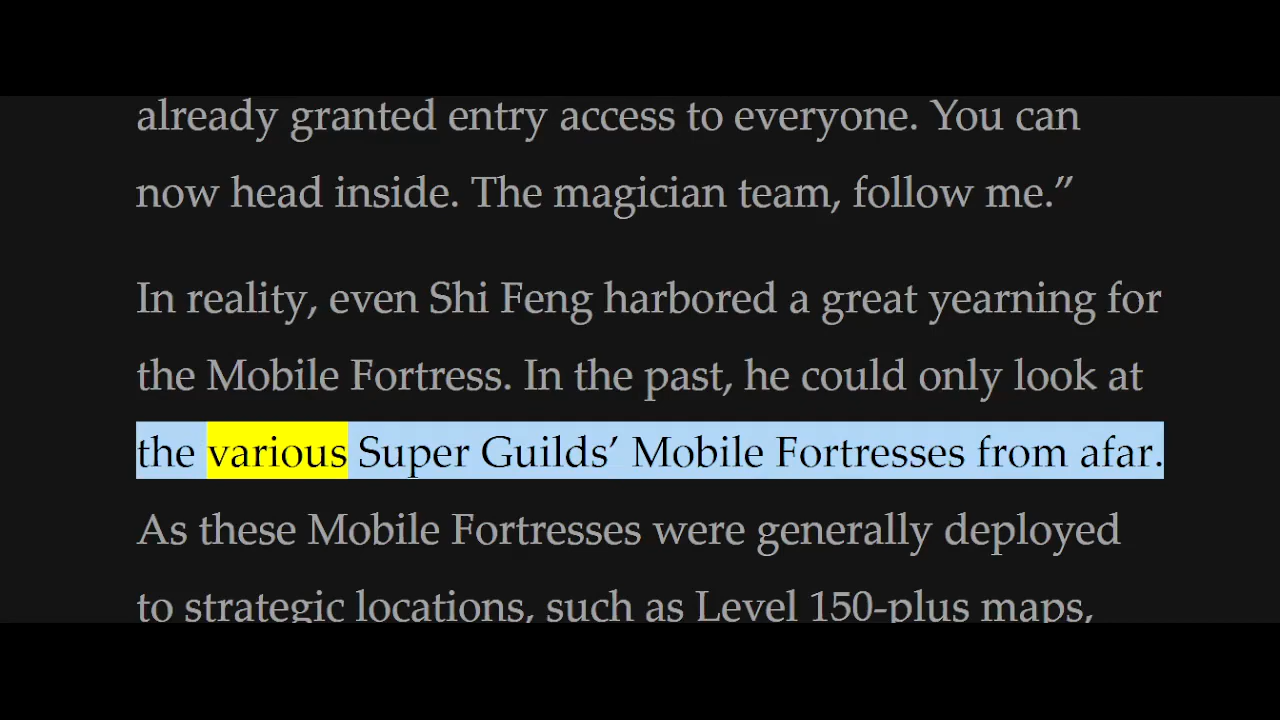 already granted entry access to everyone. You can
now head inside. The magician team, follow me.”
In reality, even Shi Feng harbored a great yearning for
the Mobile Fortress. In the past, he could only look at
the various Super Guilds’ Mobile Fortresses from afar.
As these Mobile Fortresses were generally deployed
to strategic locations, such as Level 150-plus maps,